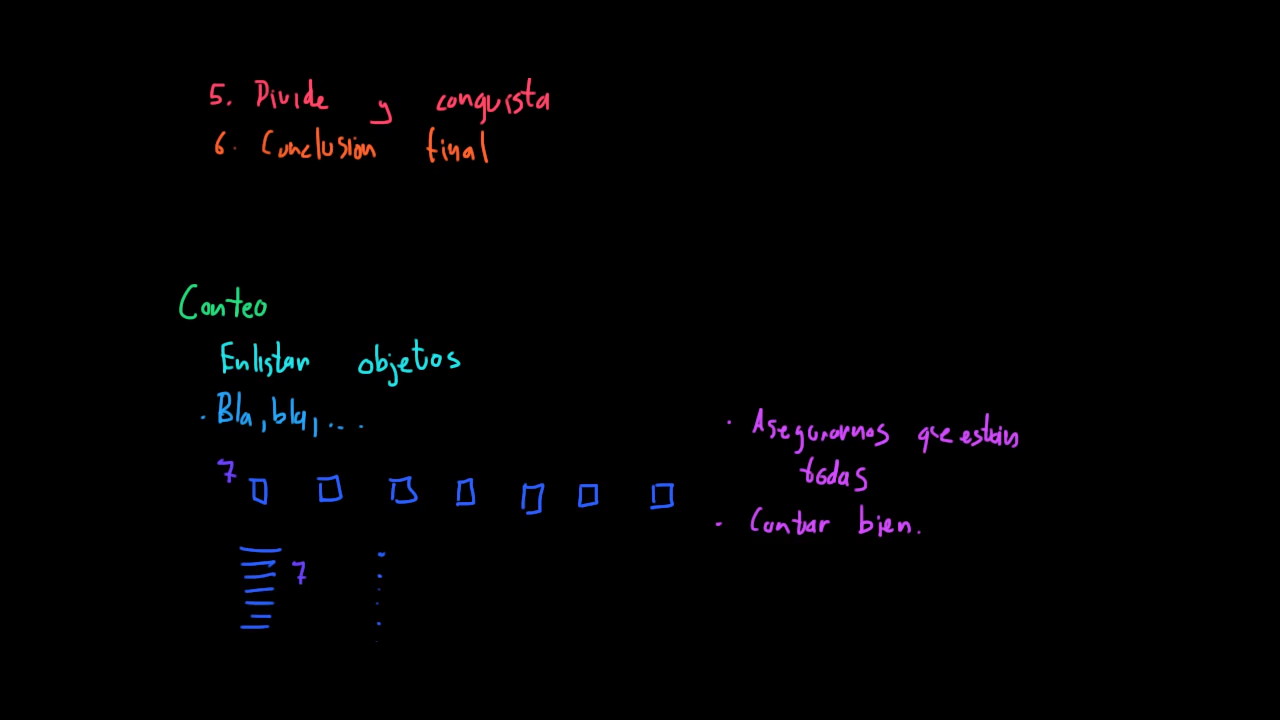 5. Divide y conquista
6. Conclusión final
Conteo
Enlistar objetos
. Bla, bla, ...
7
7
· Asegurarnos que están
todas
· Contar bien.